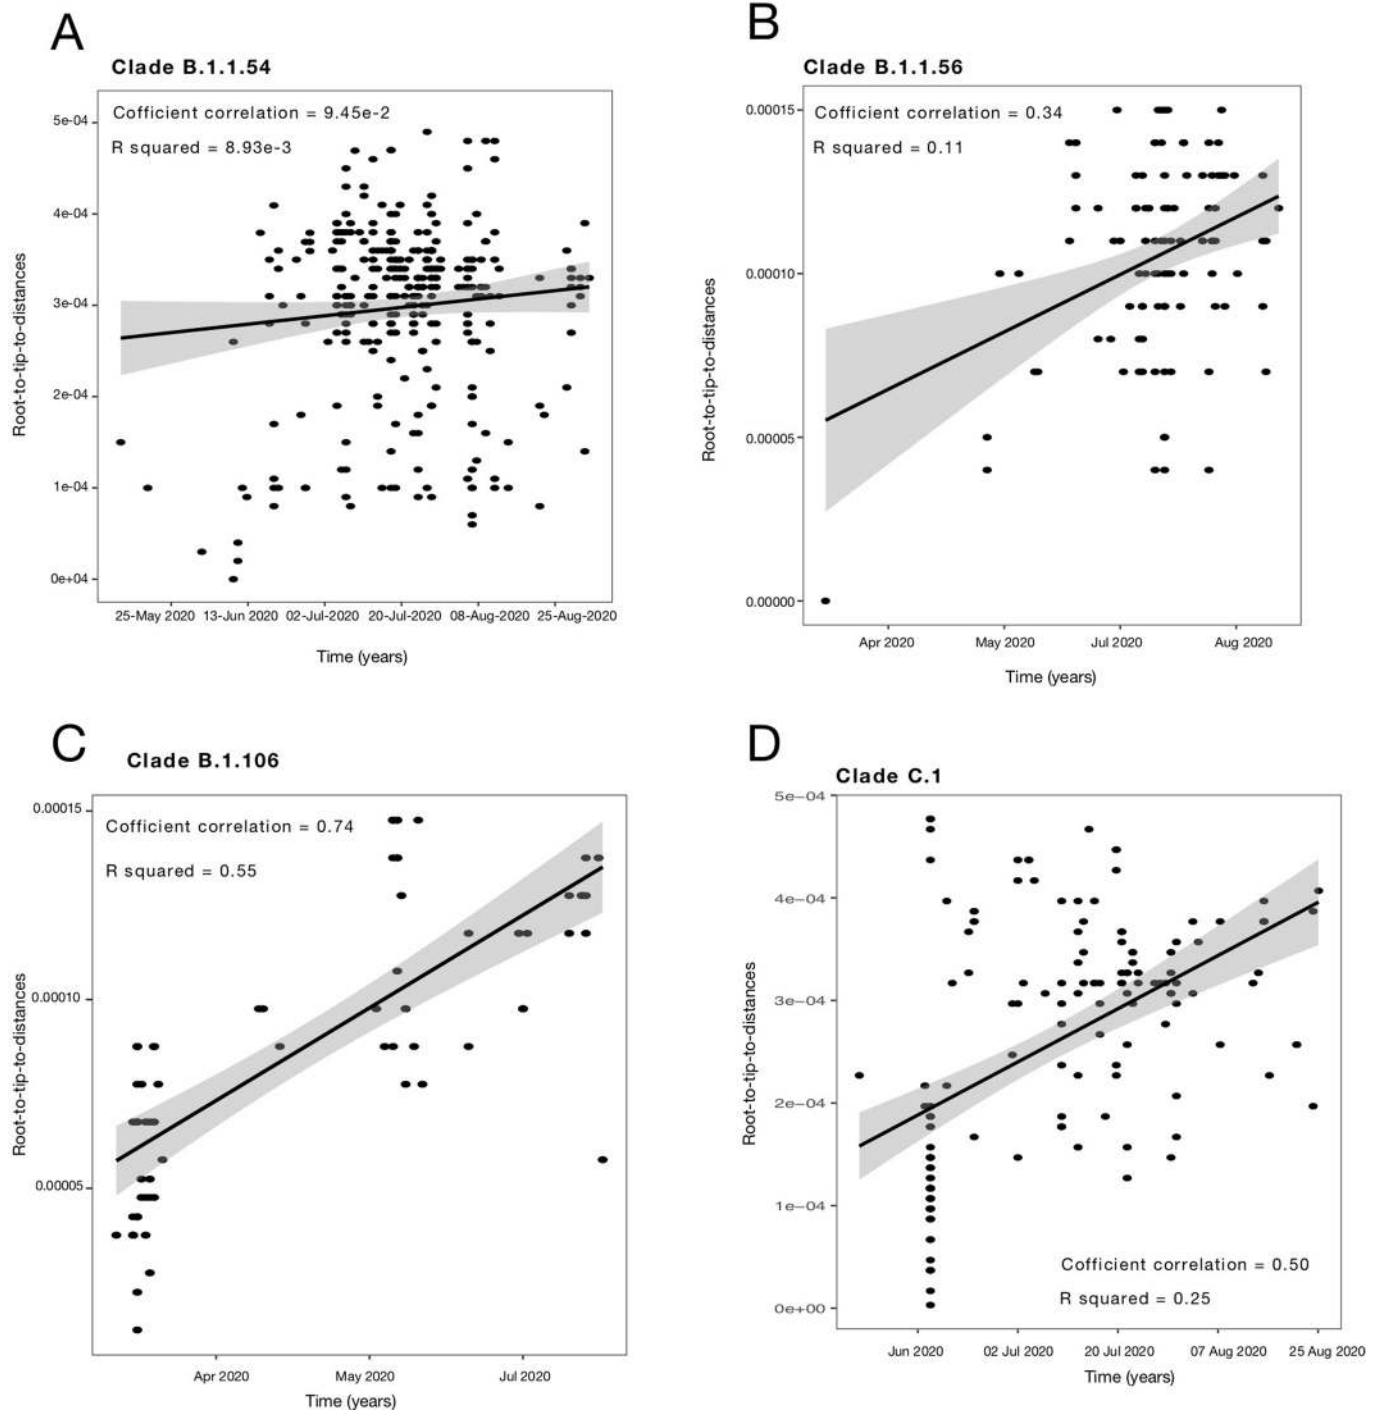 A
Clade B.1.1.54
Cofficient correlation = 9.45e-2
R squared = 8.93e-3
5e-04
4e-04
3e-04
2e-04
1e-04
0e+04
Root-to-tip-to-distances
25-May 2020 13-Jun 2020 02-Jul-2020 20-Jul-2020 08-Aug-2020 25-Aug-2020
Time (years)
B
Clade B.1.1.56
Cofficient correlation = 0.34
R squared = 0.11
0.00015
0.00010
0.00005
0.00000
Root-to-tip-to-distances
Apr 2020 May 2020 Jul 2020 Aug 2020
Time (years)
C
Clade B.1.106
Cofficient correlation = 0.74
R squared = 0.55
0.00015
0.00010
0.00005
Root-to-tip-to-distances
Apr 2020 May 2020 Jul 2020
Time (years)
D
Clade C.1
5e−04
4e−04
3e−04
2e−04
1e−04
0e+00
Root-to-tip-to-distances
Cofficient correlation = 0.50
R squared = 0.25
Jun 2020 02 Jul 2020 20 Jul 2020 07 Aug 2020 25 Aug 2020
Time (years)